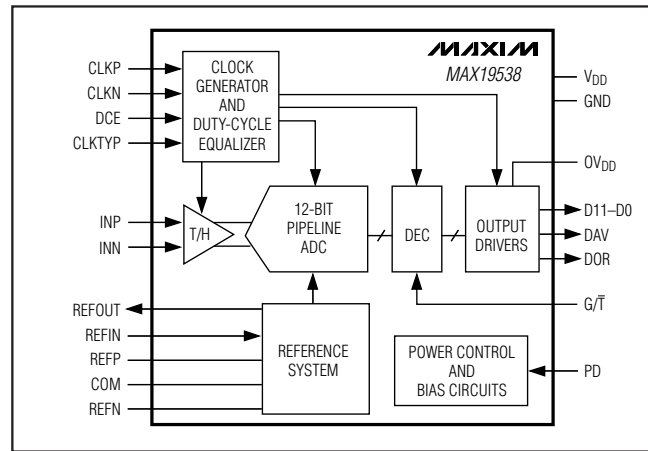 MAXIM
MAX19538
CLKP
CLKN
DCE
CLKTYP
CLOCK
GENERATOR
AND
DUTY-CYCLE
EQUALIZER
VDD
GND
OVDD
INP
INN
T/H
12-BIT
PIPELINE
ADC
DEC
OUTPUT
DRIVERS
D11–D0
DAV
DOR
G/T̅
REFOUT
REFIN
REFP
COM
REFN
REFERENCE
SYSTEM
POWER CONTROL
AND
BIAS CIRCUITS
PD